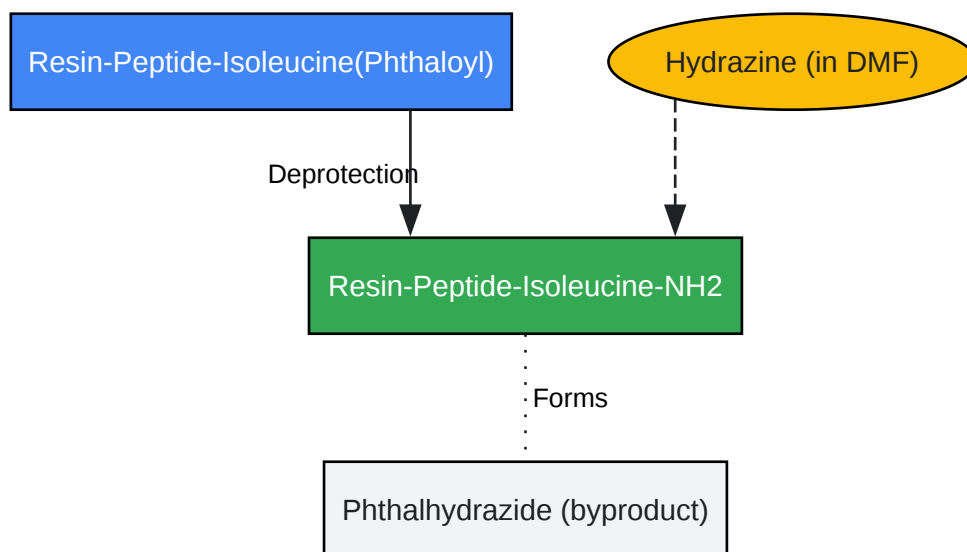 Resin-Peptide-Isoleucine(Phthaloyl)
Hydrazine (in DMF)
Deprotection
Resin-Peptide-Isoleucine-NH2
Forms
Phthalhydrazide (byproduct)